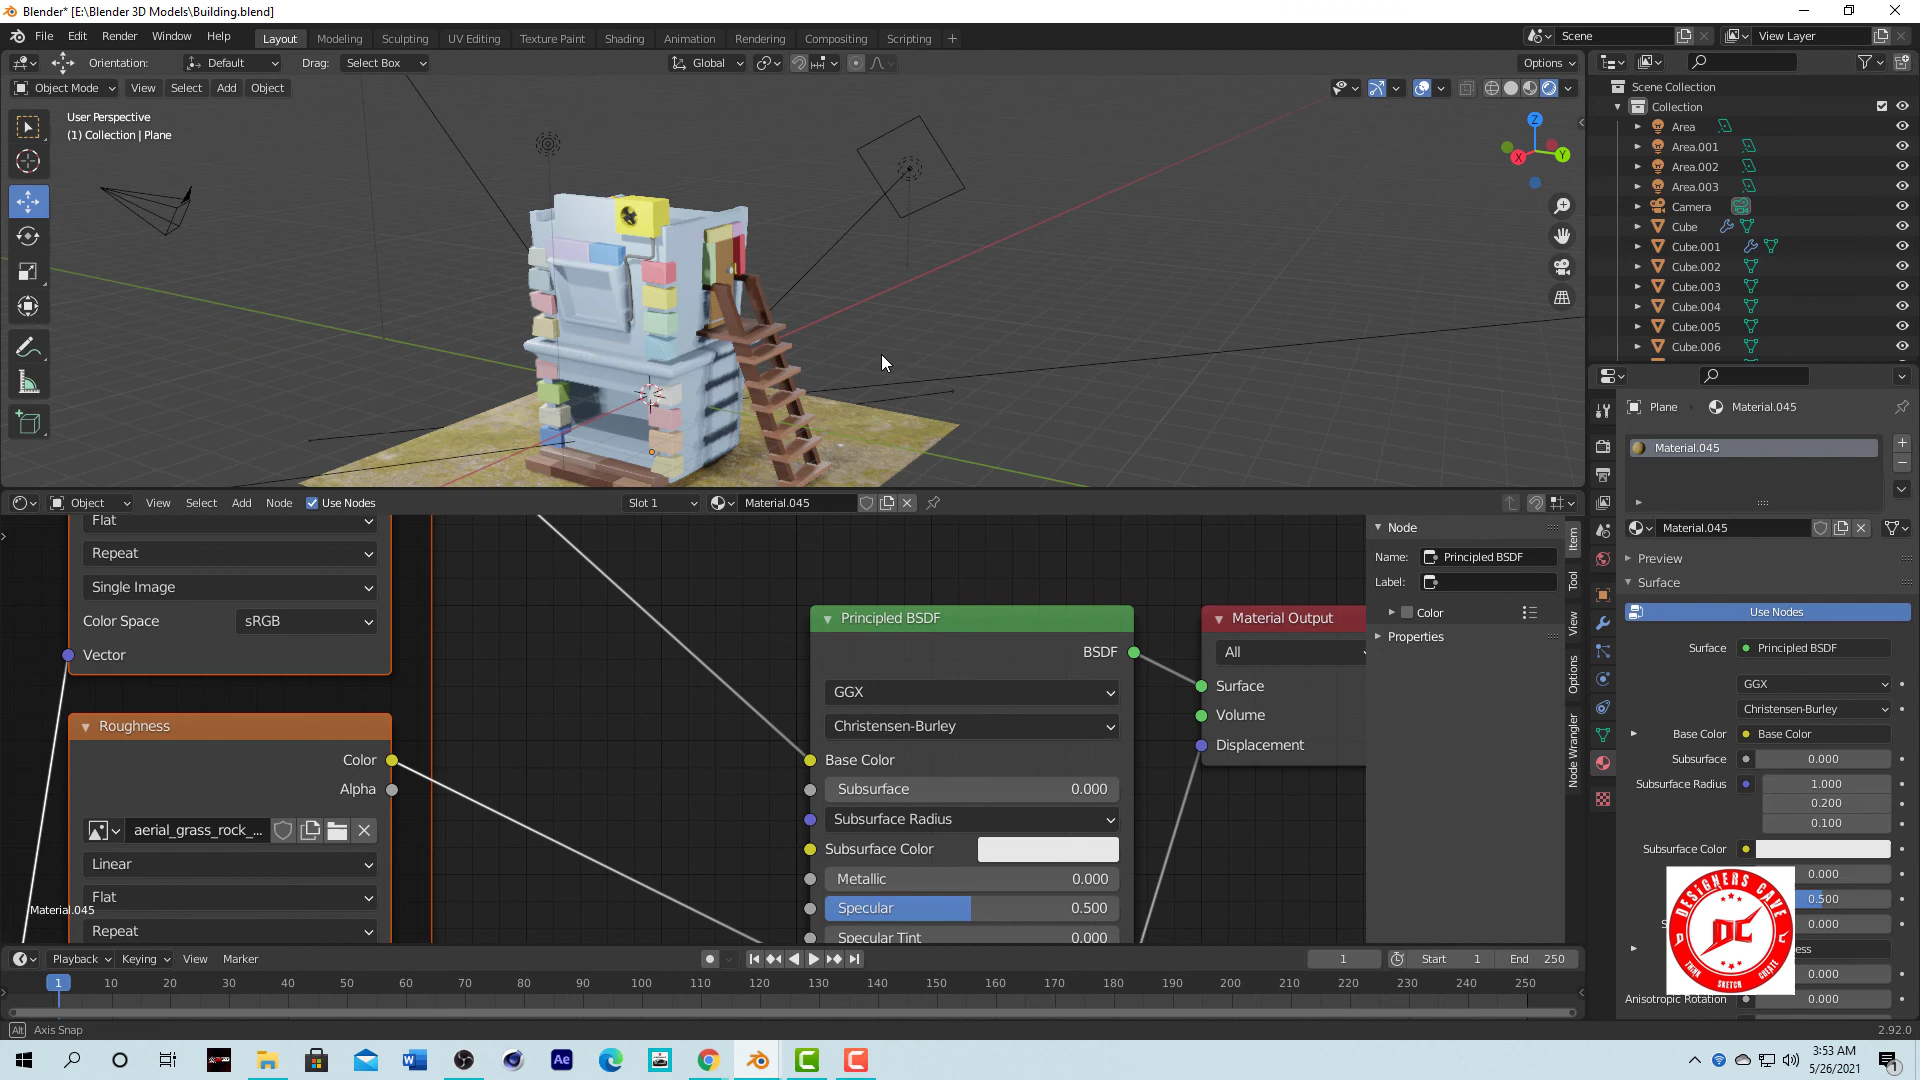 Blender* [E:\Blender 3D Models\Building.blend]
File Edit Render Window Help
Layout Modeling Sculpting UV Editing Texture Paint Shading Animation Rendering Compositing Scripting +
Scene View Layer
Orientation: Default Drag: Select Box Global Options
Object Mode View Select Add Object
User Perspective
(1) Collection | Plane
Z
X
Y
Scene Collection
Collection
Area
Area.001
Area.002
Area.003
Camera
Cube
Cube.001
Cube.002
Cube.003
Cube.004
Cube.005
Cube.006
Plane Material.045
Material.045
Material.045
Preview
Surface
Use Nodes
Surface Principled BSDF
GGX
Christensen-Burley
Base Color Base Color
Subsurface 0.000
Subsurface Radius 1.000
0.200
0.100
Subsurface Color
0.000
0.500
0.000
0.000
Anisotropic Rotation 0.000
DESIGNERS CAVE
DC
THINK SKETCH CREATE
Object View Select Add Node Use Nodes Slot 1 Material.045
Flat
Repeat
Single Image
Color Space sRGB
Vector
Roughness
Color
Alpha
aerial_grass_rock_...
Linear
Flat
Repeat
Material.045
Principled BSDF
BSDF
GGX
Christensen-Burley
Base Color
Subsurface 0.000
Subsurface Radius
Subsurface Color
Metallic 0.000
Specular 0.500
Specular Tint 0.000
Material Output
All
Surface
Volume
Displacement
Node
Name: Principled BSDF
Label:
Color
Properties
Item
Tool
View
Options
Node Wrangler
Playback Keying View Marker 1 Start 1 End 250
1 10 20 30 40 50 60 70 80 90 100 110 120 130 140 150 160 170 180 190 200 210 220 230 240 250
Alt Axis Snap 2.92.0
3:53 AM
5/26/2021
1